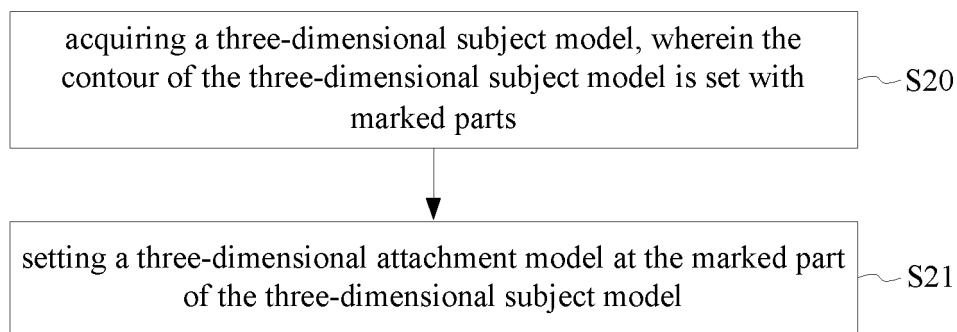 acquiring a three-dimensional subject model, wherein the
contour of the three-dimensional subject model is set with
marked parts
S20
setting a three-dimensional attachment model at the marked part
of the three-dimensional subject model
S21